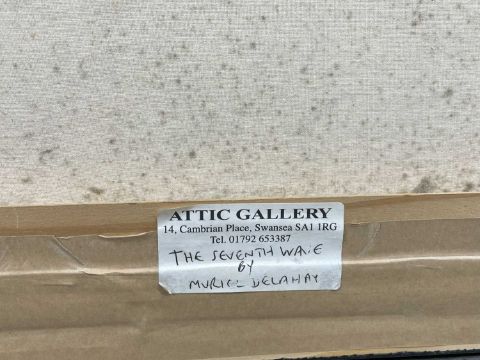 ATTIC GALLERY
14, Cambrian Place, Swansea SA1 1RG
Tel. 01792 653387
THE SEVENTH WAVE
BY
MURIEL DELAHAY